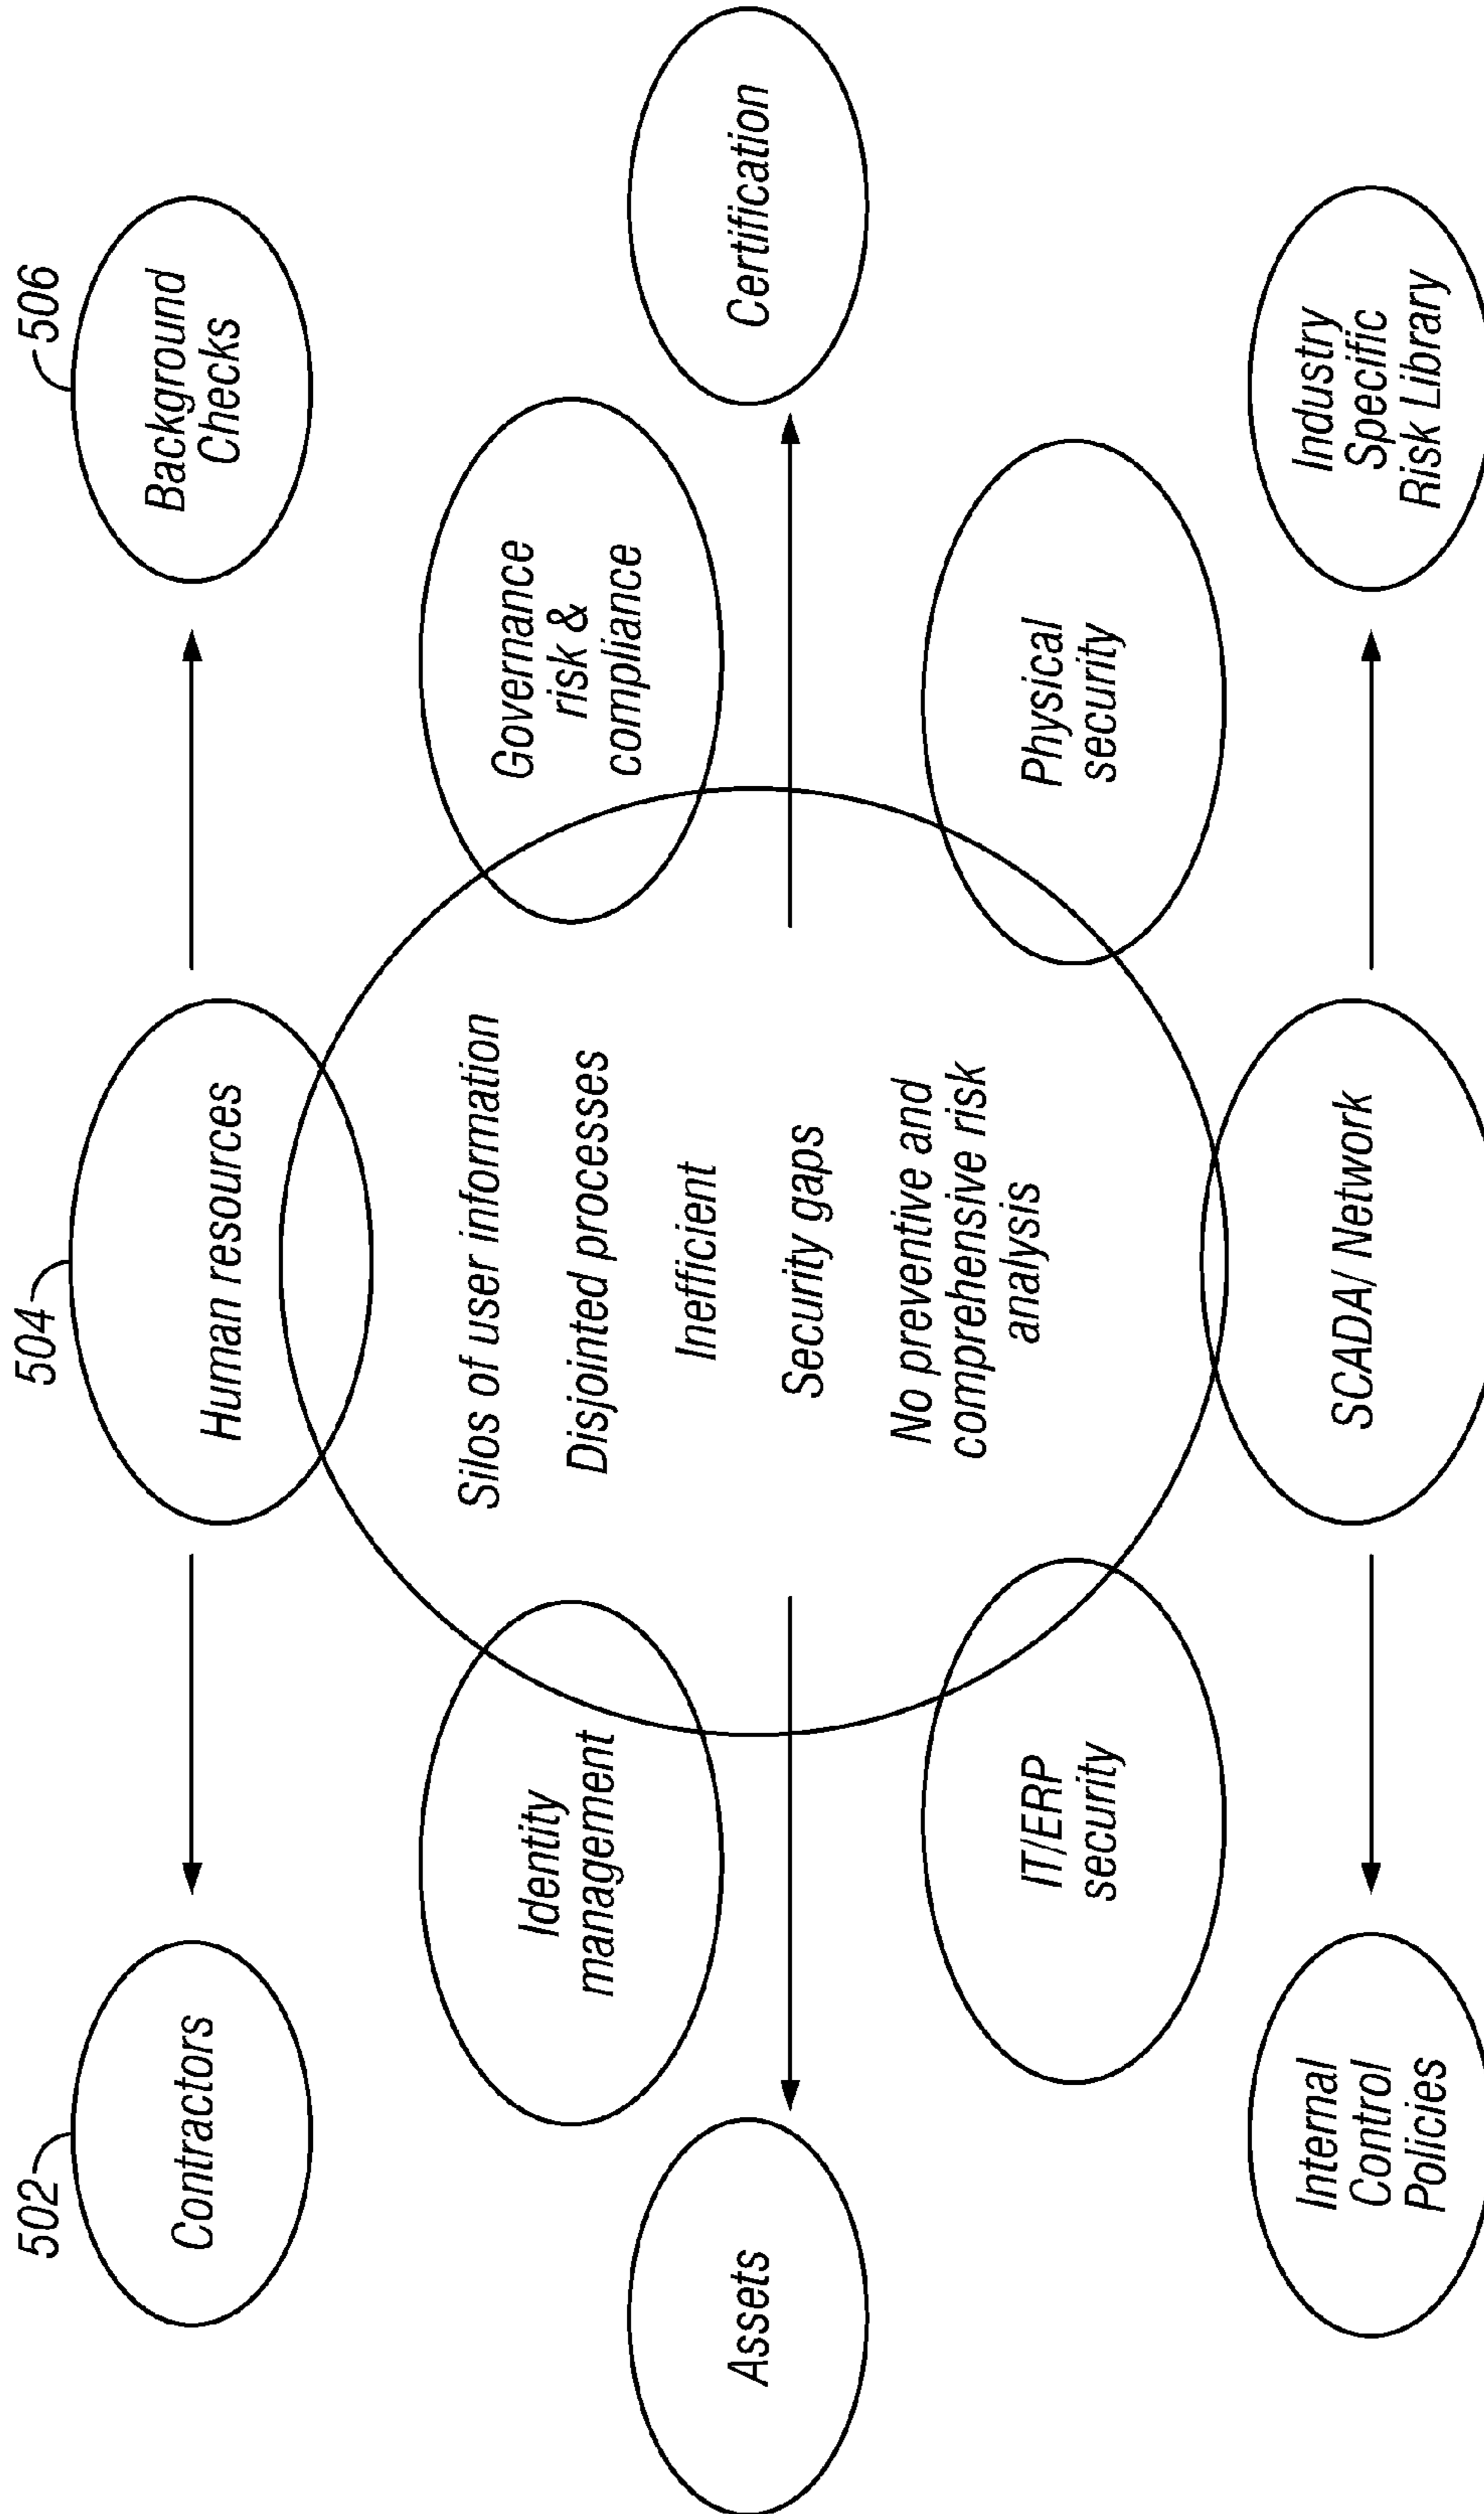 502
504
506
Contractors
Human resources
Background
Checks
Identity
management
Governance
risk &
compliance
Silos of user information
Disjointed processes
Inefficient
Security gaps
No preventive and
comprehensive risk
analysis
Assets
Certification
IT/ERP
security
Physical
security
Internal
Control
Policies
SCADA/ Network
Industry
Specific
Risk Library